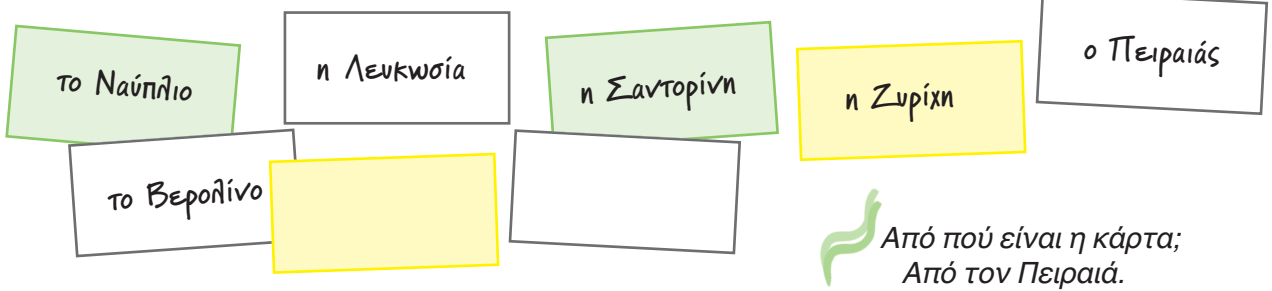 το Ναύπλιο
η Λευκωσία
η Σαντορίνη
η Ζυρίχη
ο Πειραιάς
το Βερολίνο
Από πού είναι η κάρτα;
Από τον Πειραιά.